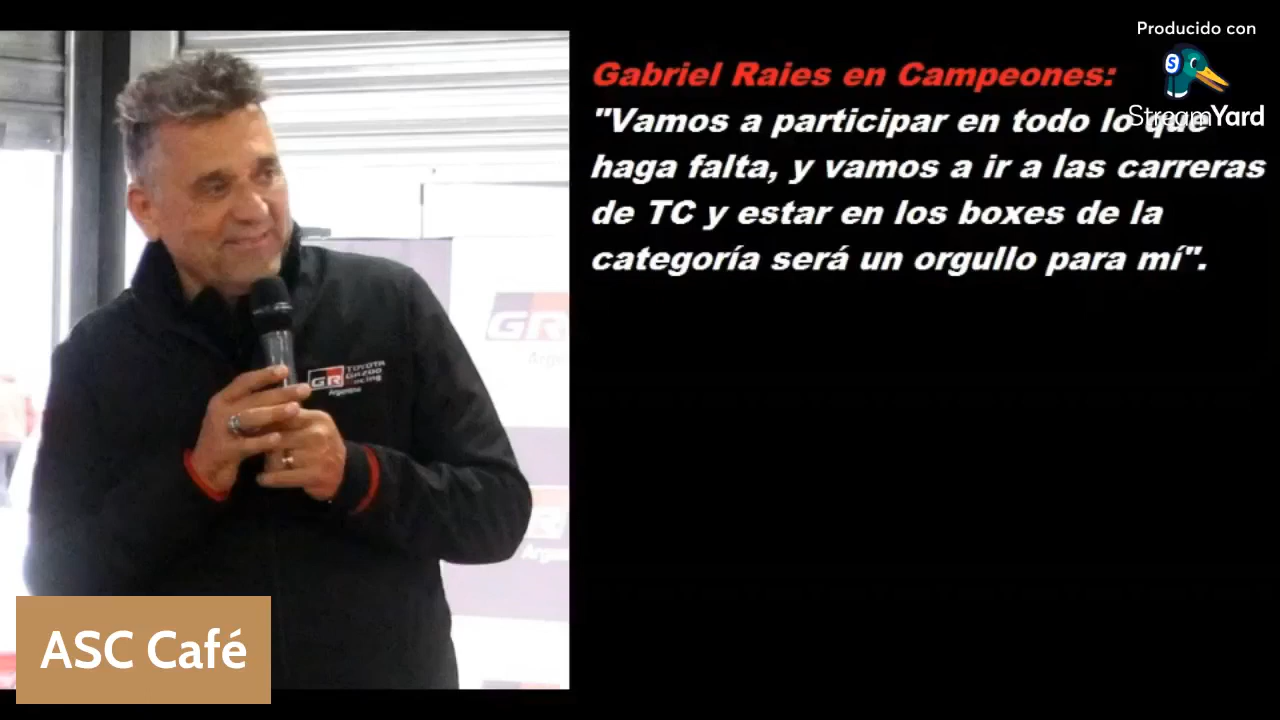 Producido con
S
StreamYard
Gabriel Raies en Campeones:
"Vamos a participar en todo lo que
haga falta, y vamos a ir a las carreras
de TC y estar en los boxes de la
categoría será un orgullo para mí".
GR
GR TOYOTA
GAZOO
Racing
Argentina
ASC Café